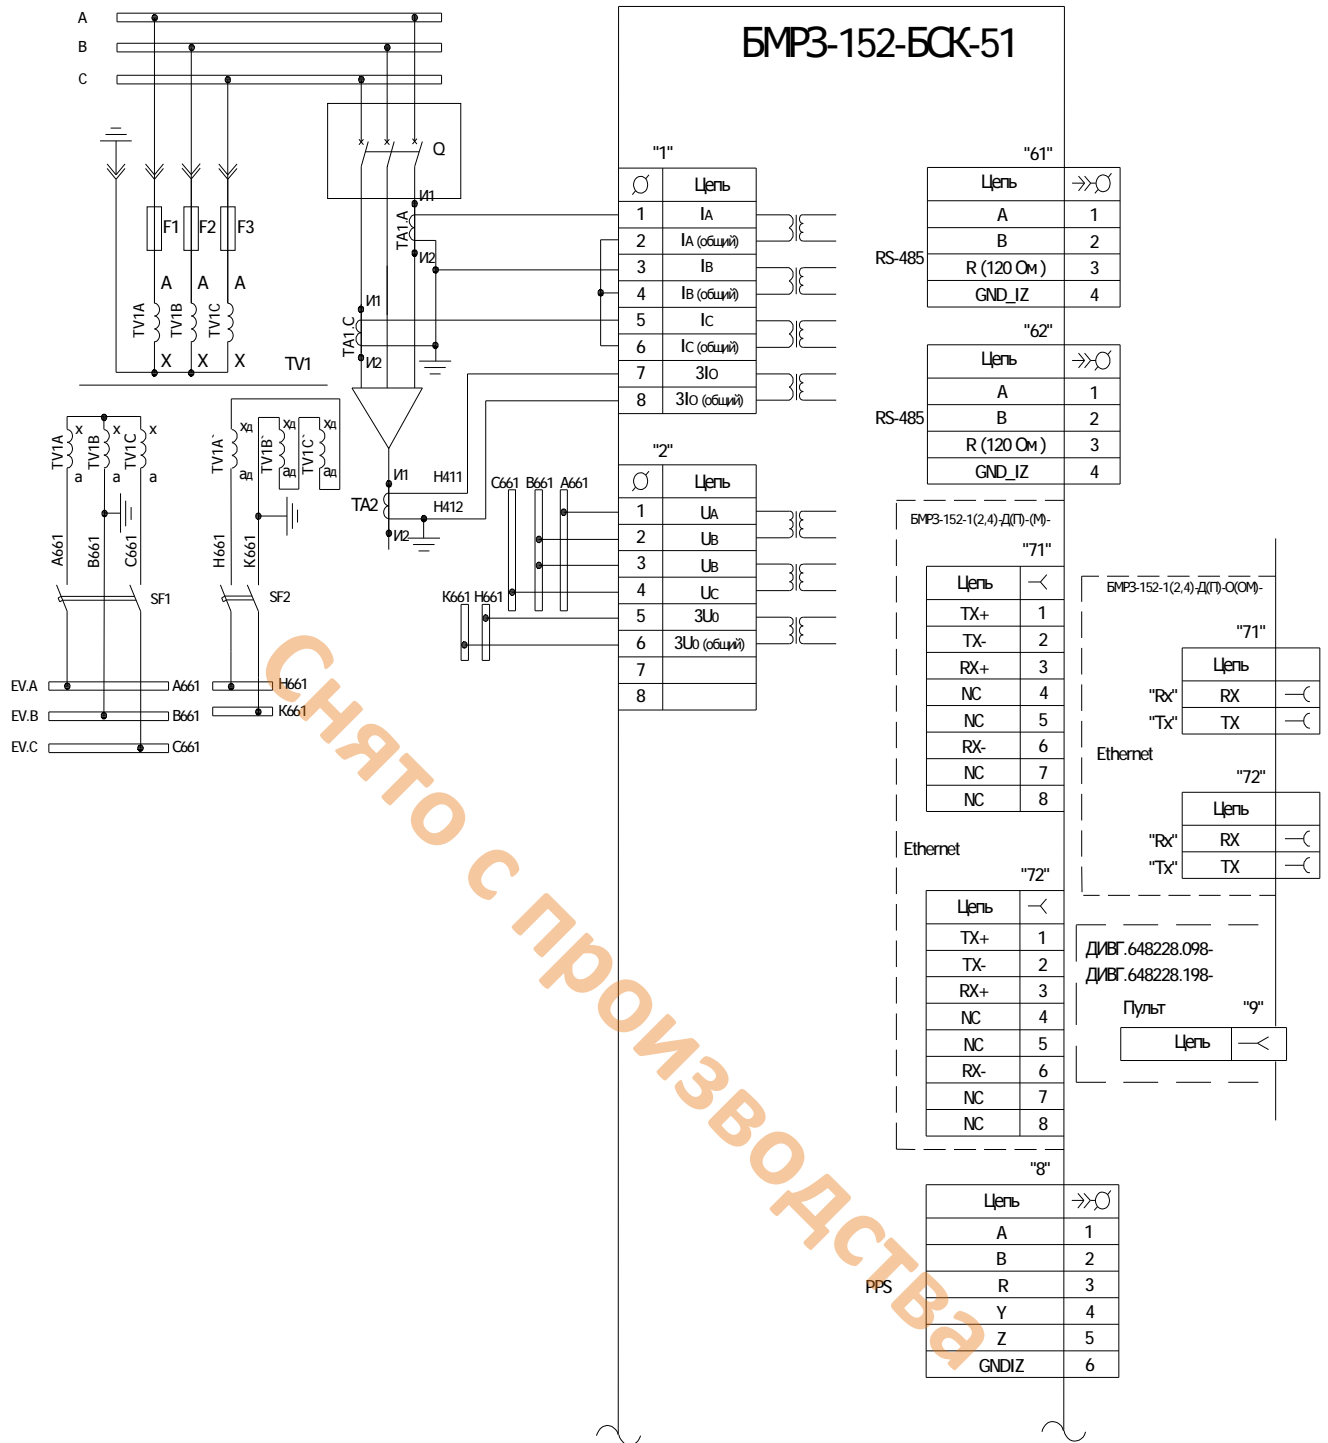 БМРЗ-152-БСК-51
A
B
C
Q
F1
F2
F3
A
A
A
TV1A
TV1B
TV1C
X
X
X
TV1
И1
TA1.A
И2
И1
TA1.C
И2
TV1A
TV1B
TV1C
x
x
x
a
a
a
TV1A`
TV1B`
TV1C`
xд
xд
xд
aд
aд
aд
A661
B661
C661
H661
K661
SF1
SF2
EV.A
A661
EV.B
B661
EV.C
C661
H661
K661
И1
TA2
И2
H411
H412
C661
B661
A661
K661
H661
"1"
Цепь
1 IA
2 IA (общий)
3 IB
4 IB (общий)
5 IC
6 IC (общий)
7 3IO
8 3IO (общий)
"2"
Цепь
1 UA
2 UB
3 UB
4 UC
5 3U0
6 3U0 (общий)
7
8
"61"
Цепь
RS-485
A 1
B 2
R (120 Ом) 3
GND_IZ 4
"62"
Цепь
RS-485
A 1
B 2
R (120 Ом) 3
GND_IZ 4
БМРЗ-152-1(2,4)-Д(П)-(М)-
"71"
Цепь
TX+ 1
TX- 2
RX+ 3
NC 4
NC 5
RX- 6
NC 7
NC 8
Ethernet
"72"
Цепь
TX+ 1
TX- 2
RX+ 3
NC 4
NC 5
RX- 6
NC 7
NC 8
БМРЗ-152-1(2,4)-Д(П)-О(ОМ)-
"71"
Цепь
"Rx" RX
"Tx" TX
Ethernet
"72"
Цепь
"Rx" RX
"Tx" TX
ДИВГ.648228.098-
ДИВГ.648228.198-
Пульт "9"
Цепь
"8"
Цепь
PPS
A 1
B 2
R 3
Y 4
Z 5
GNDIZ 6
Снято с производства